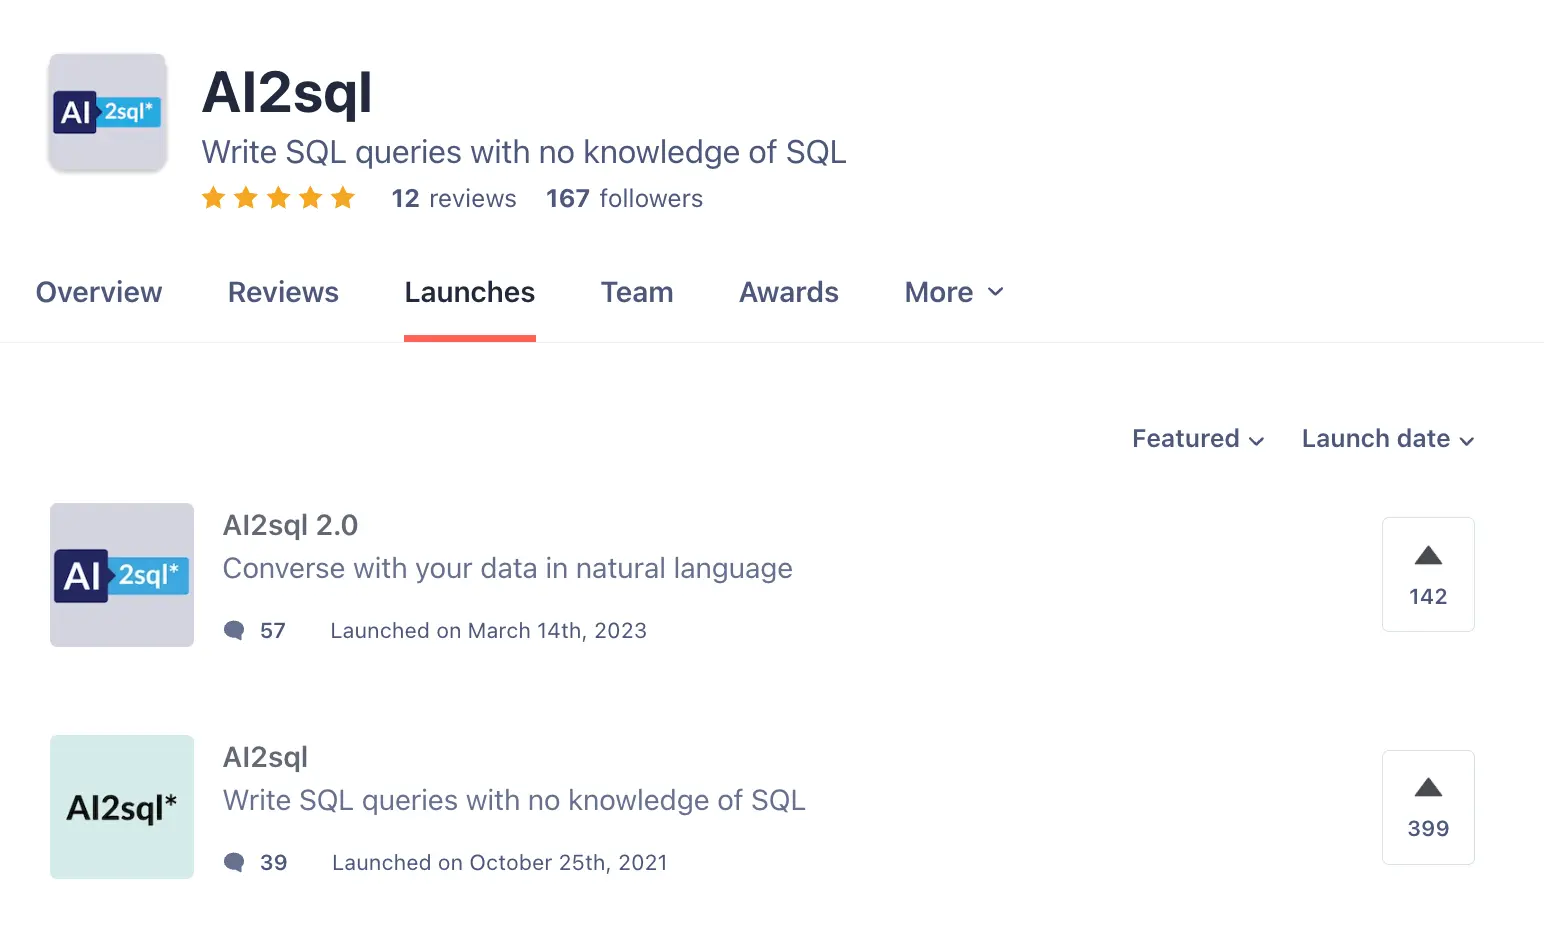 AI 2sql*
AI2sql
Write SQL queries with no knowledge of SQL
12 reviews 167 followers
Overview Reviews Launches Team Awards More
Featured Launch date
AI 2sql*
AI2sql 2.0
Converse with your data in natural language
57 Launched on March 14th, 2023
142
AI2sql*
AI2sql
Write SQL queries with no knowledge of SQL
39 Launched on October 25th, 2021
399